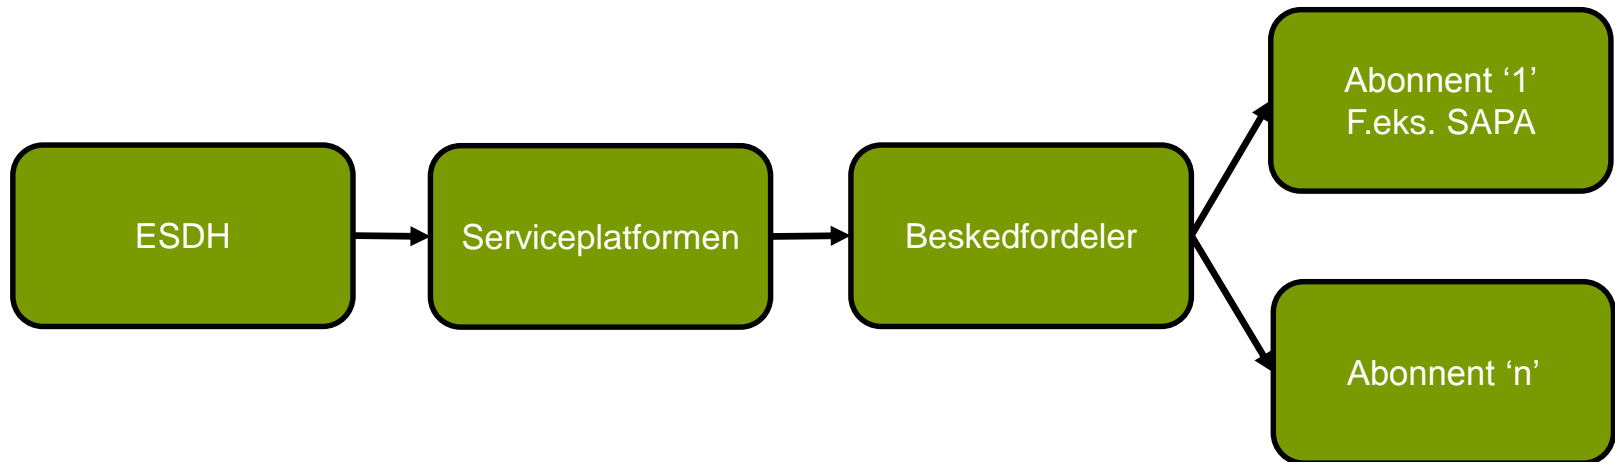 ESDH
Serviceplatformen
Beskedfordeler
Abonnent ‘1’
F.eks. SAPA
Abonnent ‘n’